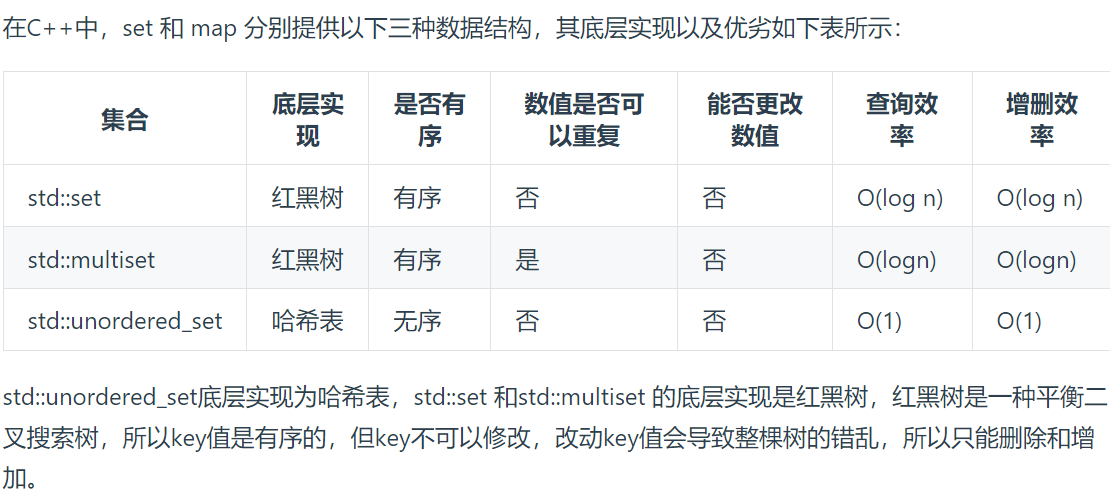 在C++中，set 和 map 分别提供以下三种数据结构，其底层实现以及优劣如下表所示：
集合 底层实现 是否有序 数值是否可以重复 能否更改数值 查询效率 增删效率
std::set 红黑树 有序 否 否 O(log n) O(log n)
std::multiset 红黑树 有序 是 否 O(logn) O(logn)
std::unordered_set 哈希表 无序 否 否 O(1) O(1)
std::unordered_set底层实现为哈希表，std::set 和std::multiset 的底层实现是红黑树，红黑树是一种平衡二
叉搜索树，所以key值是有序的，但key不可以修改，改动key值会导致整棵树的错乱，所以只能删除和增
加。